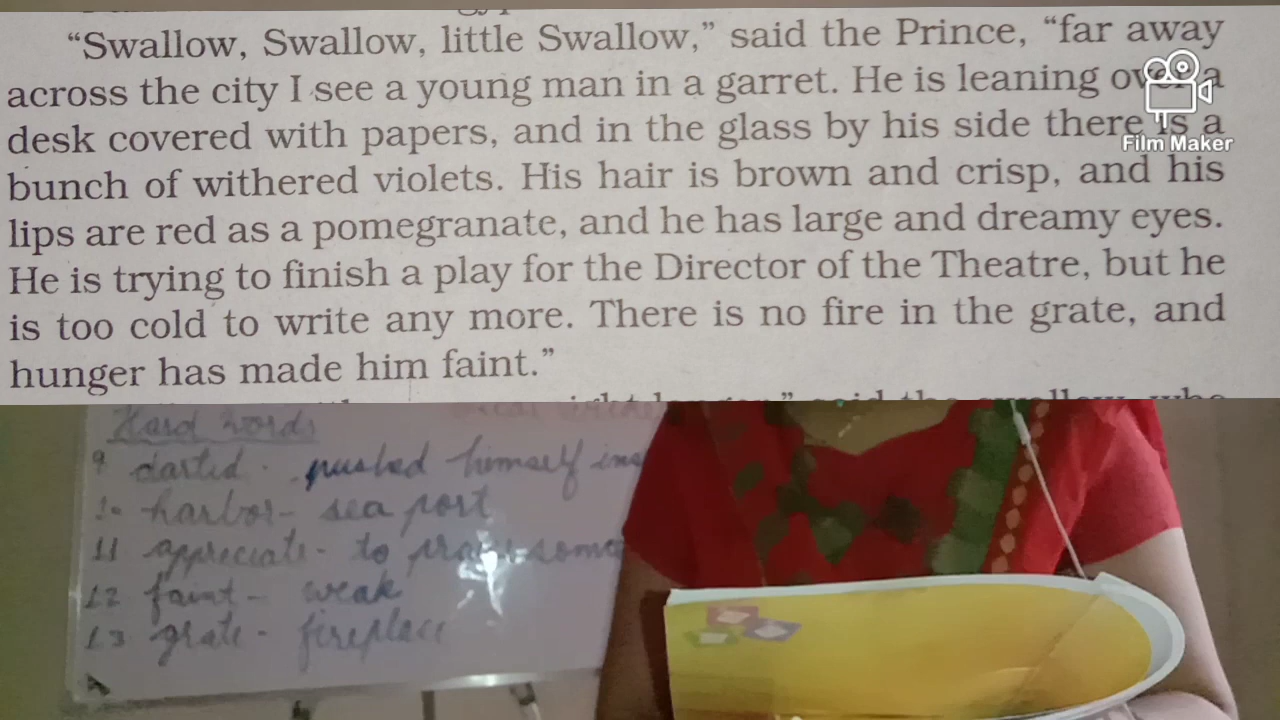 “Swallow, Swallow, little Swallow,” said the Prince, “far away
across the city I see a young man in a garret. He is leaning over a
desk covered with papers, and in the glass by his side there is a
bunch of withered violets. His hair is brown and crisp, and his
lips are red as a pomegranate, and he has large and dreamy eyes.
He is trying to finish a play for the Director of the Theatre, but he
is too cold to write any more. There is no fire in the grate, and
hunger has made him faint.”
Film Maker
Hard words
9 darted - pushed himself
10 harbor - sea port
11 appreciate - to
12 faint - weak
13 grate - fireplace